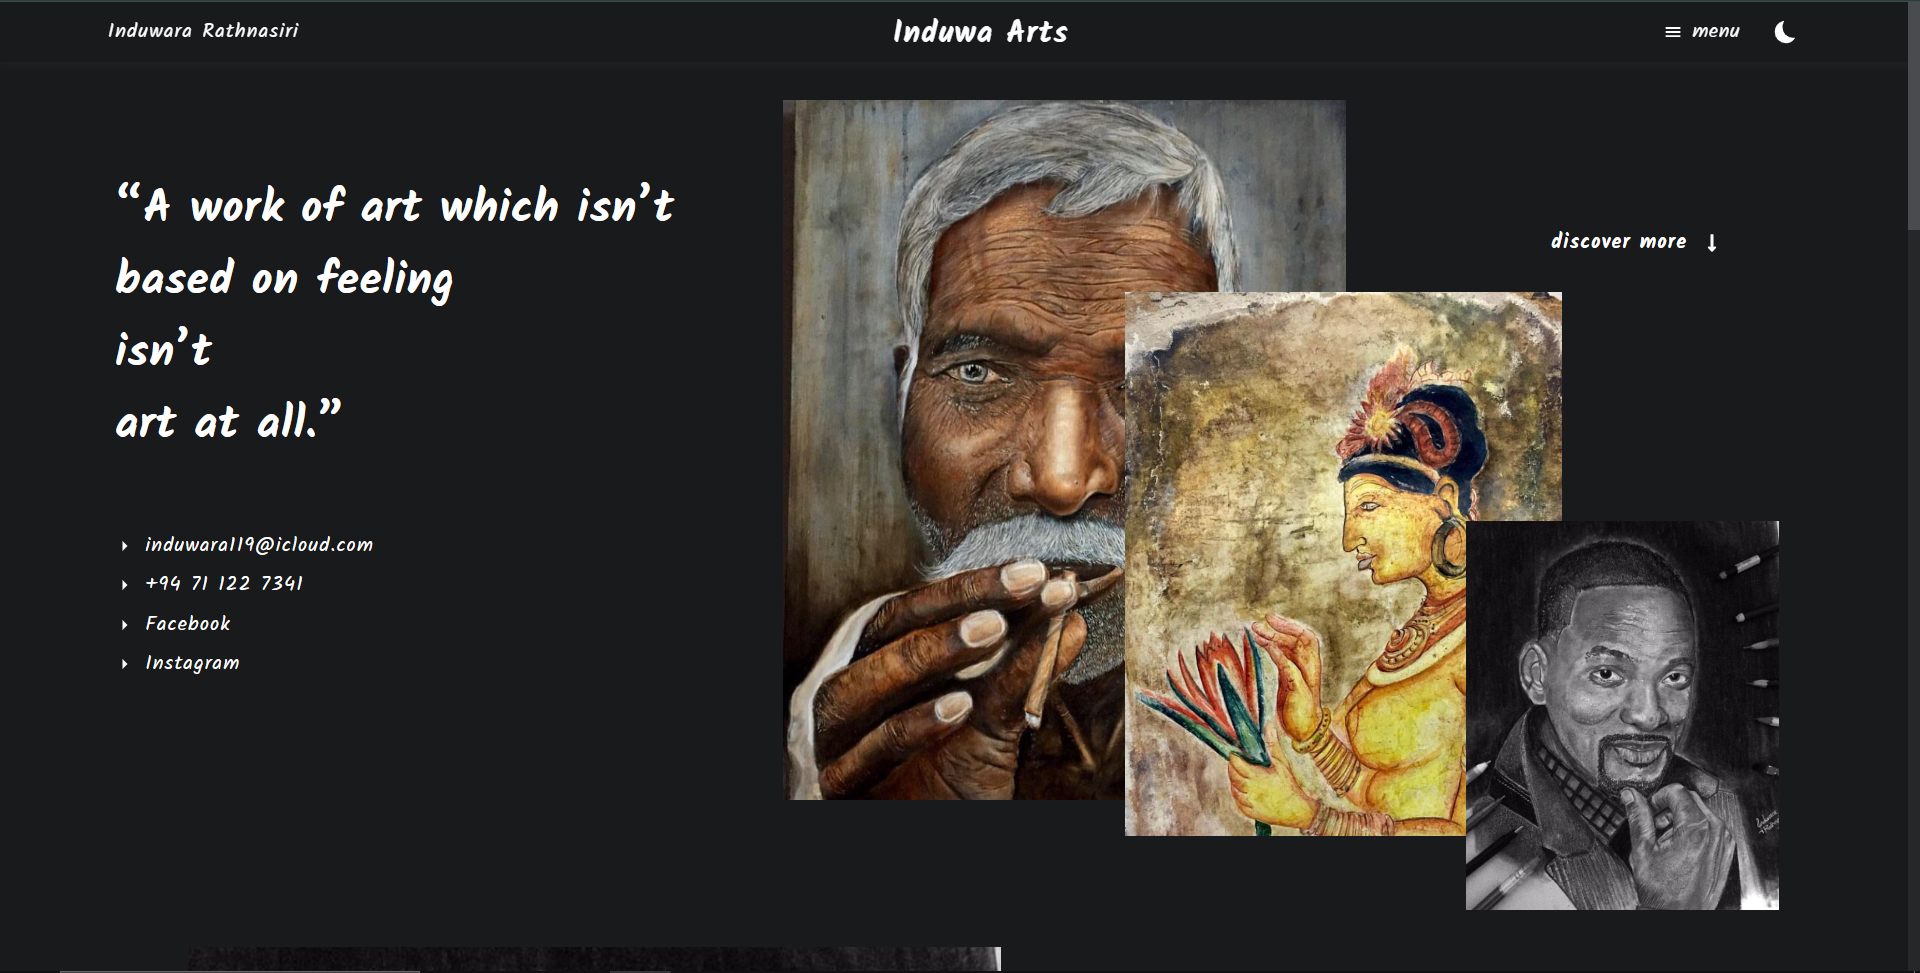 Induwara Rathnasiri
Induwa Arts
menu
“A work of art which isn’t
based on feeling
isn’t
art at all.”
discover more
induwara119@icloud.com
+94 71 122 7341
Facebook
Instagram